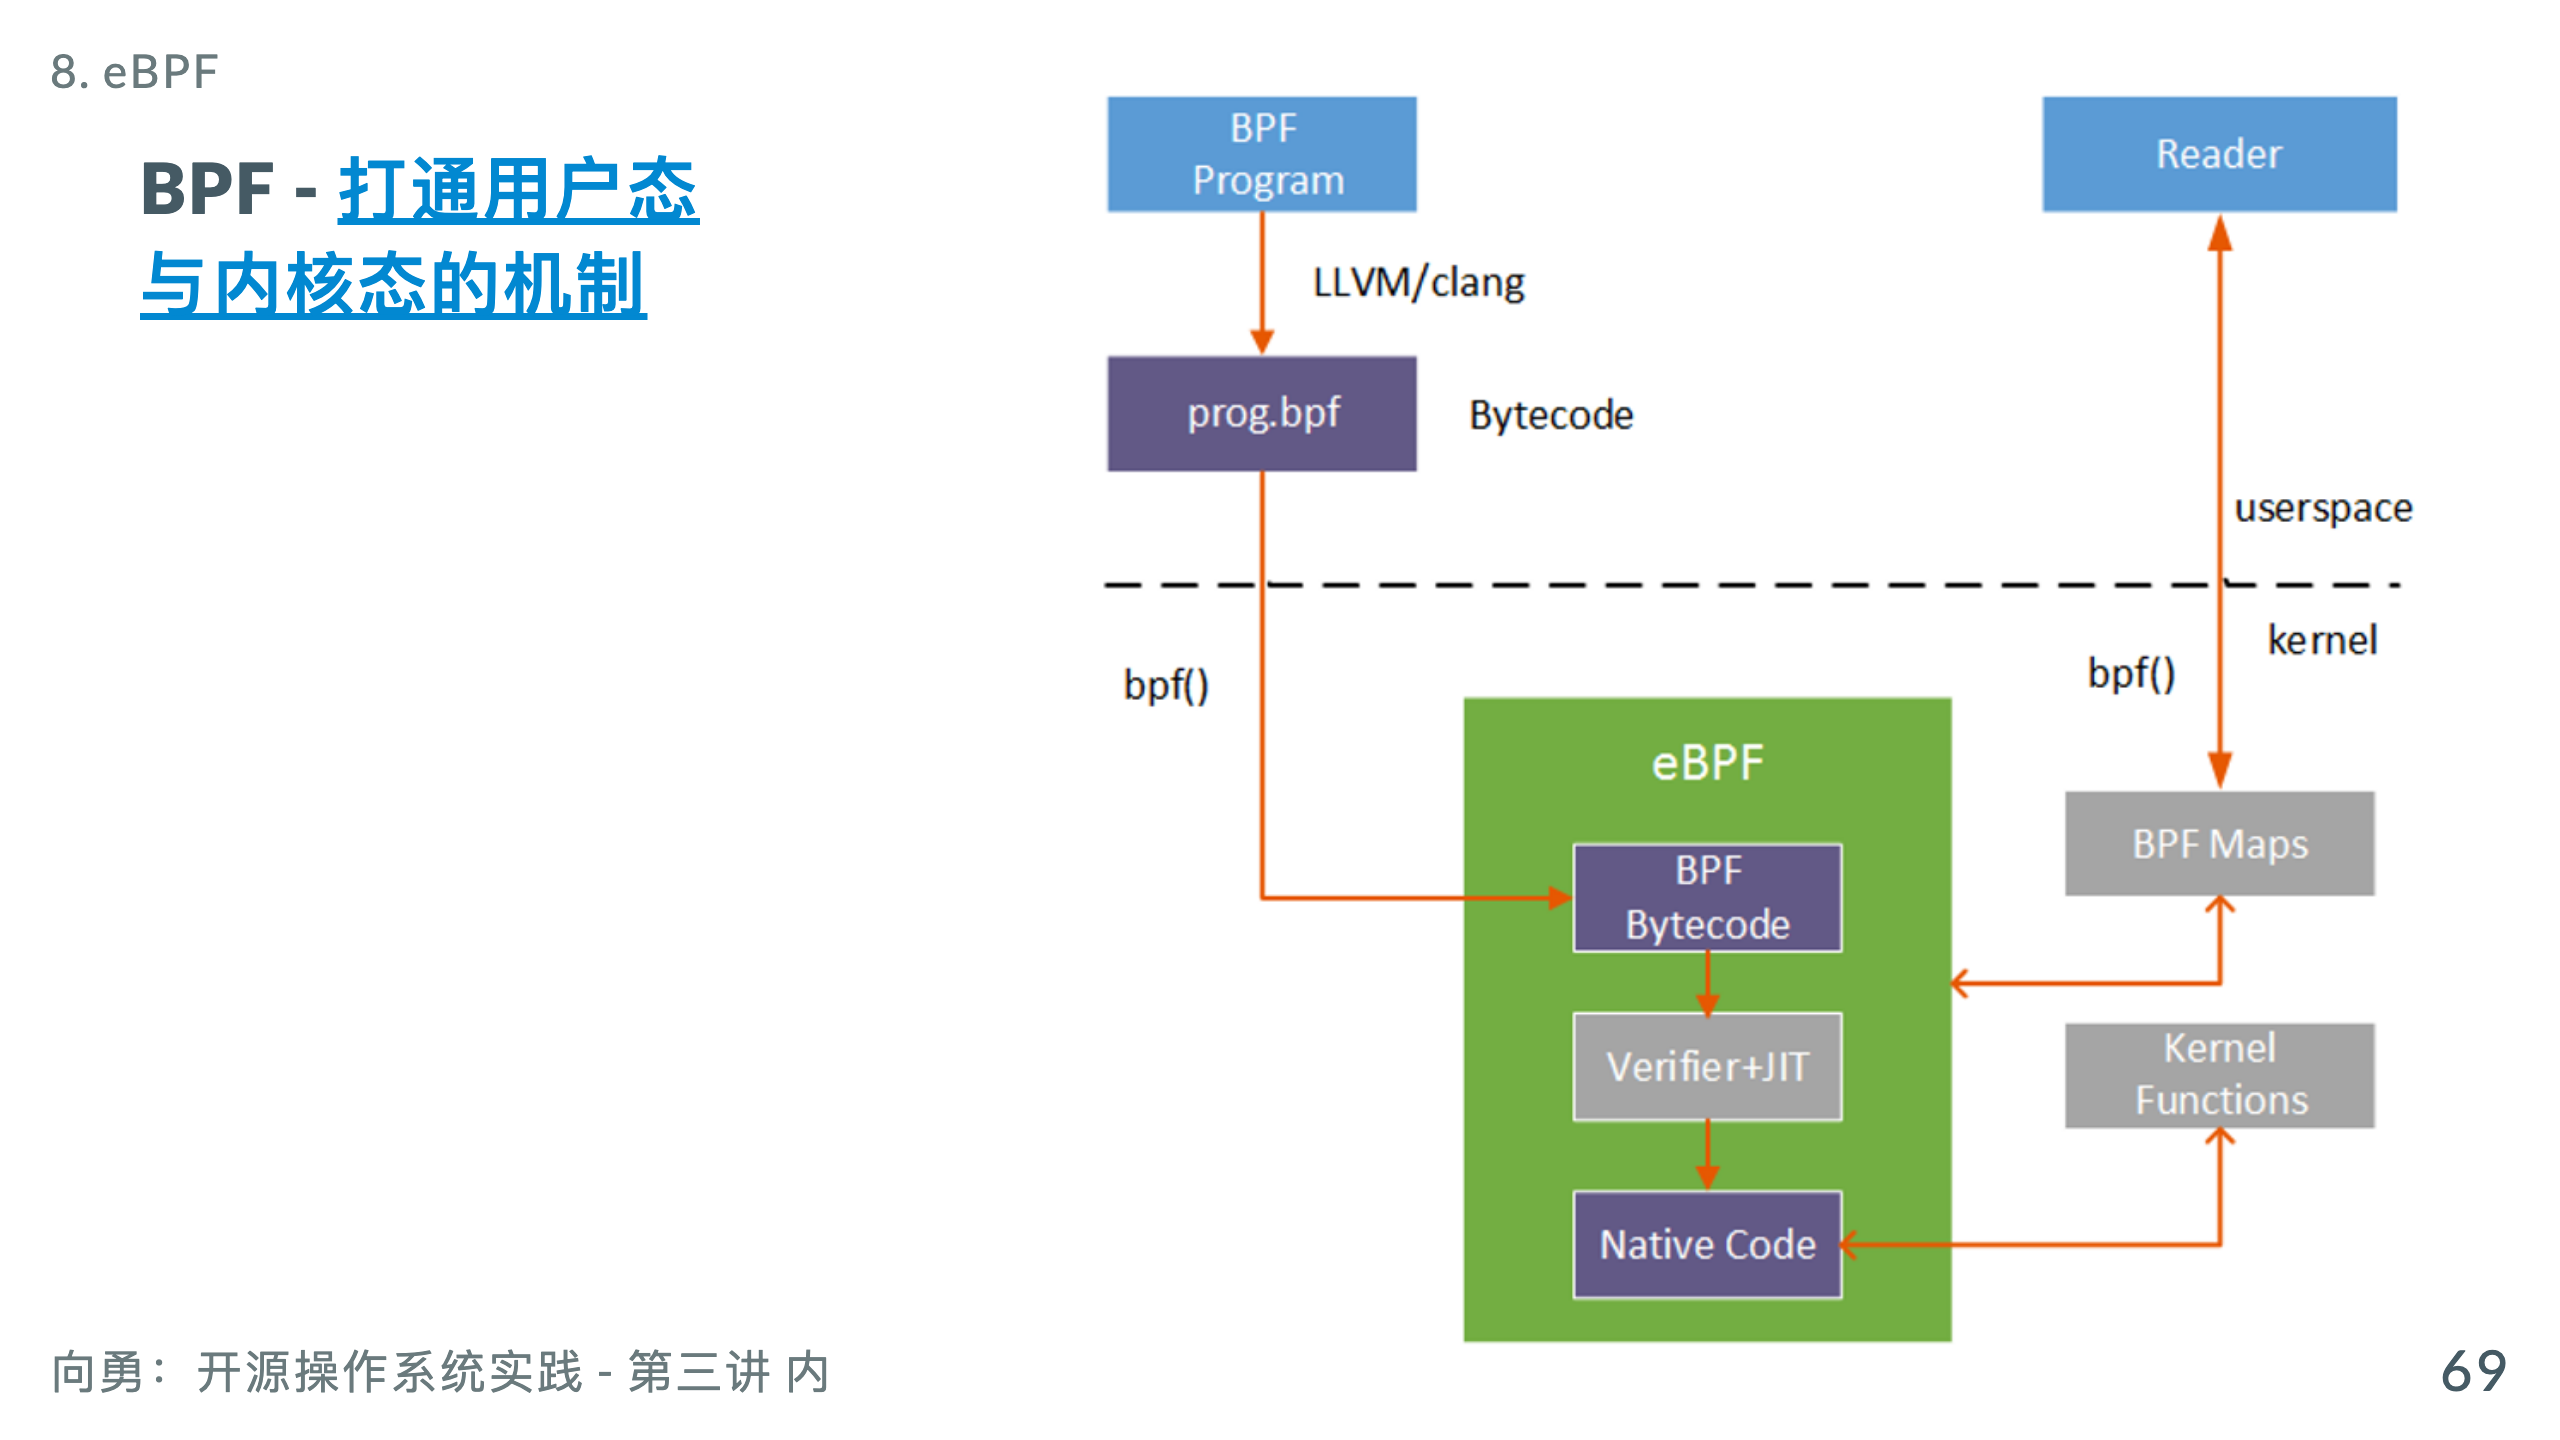 8. eBPF
BPF - 打通用户态
与内核态的机制
BPF
Program
Reader
LLVM/clang
prog.bpf
Bytecode
userspace
kernel
bpf()
bpf()
eBPF
BPF
Bytecode
BPF Maps
Verifier+JIT
Kernel
Functions
Native Code
向勇：开源操作系统实践 - 第三讲 内
69